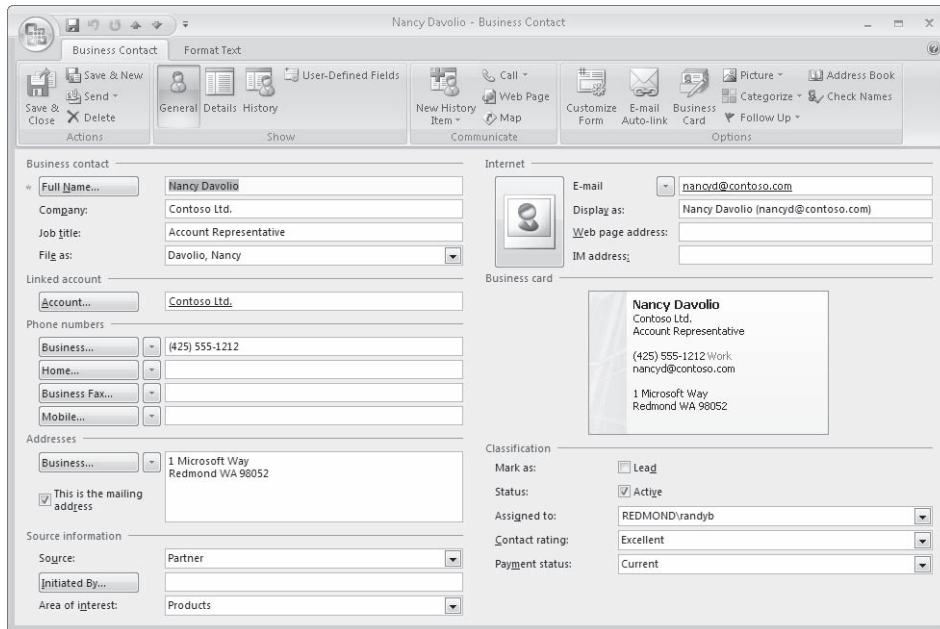 Nancy Davolio - Business Contact
Business Contact
Format Text
Save & Close
Save & New
Send
Delete
Actions
General
Details
History
User-Defined Fields
Show
New History Item
Call
Web Page
Map
Communicate
Customize Form
E-mail Auto-link
Business Card
Picture
Categorize
Follow Up
Address Book
Check Names
Options
Business contact
* Full Name... Nancy Davolio
Company: Contoso Ltd.
Job title: Account Representative
File as: Davolio, Nancy
Linked account
Account... Contoso Ltd.
Phone numbers
Business... (425) 555-1212
Home...
Business Fax...
Mobile...
Addresses
Business... 1 Microsoft Way
Redmond WA 98052
This is the mailing
address
Source information
Source: Partner
Initiated By...
Area of interest: Products
Internet
E-mail nancyd@contoso.com
Display as: Nancy Davolio (nancyd@contoso.com)
Web page address:
IM address:
Business card
Nancy Davolio
Contoso Ltd.
Account Representative
(425) 555-1212 Work
nancyd@contoso.com
1 Microsoft Way
Redmond WA 98052
Classification
Mark as: Lead
Status: Active
Assigned to: REDMOND\randyb
Contact rating: Excellent
Payment status: Current